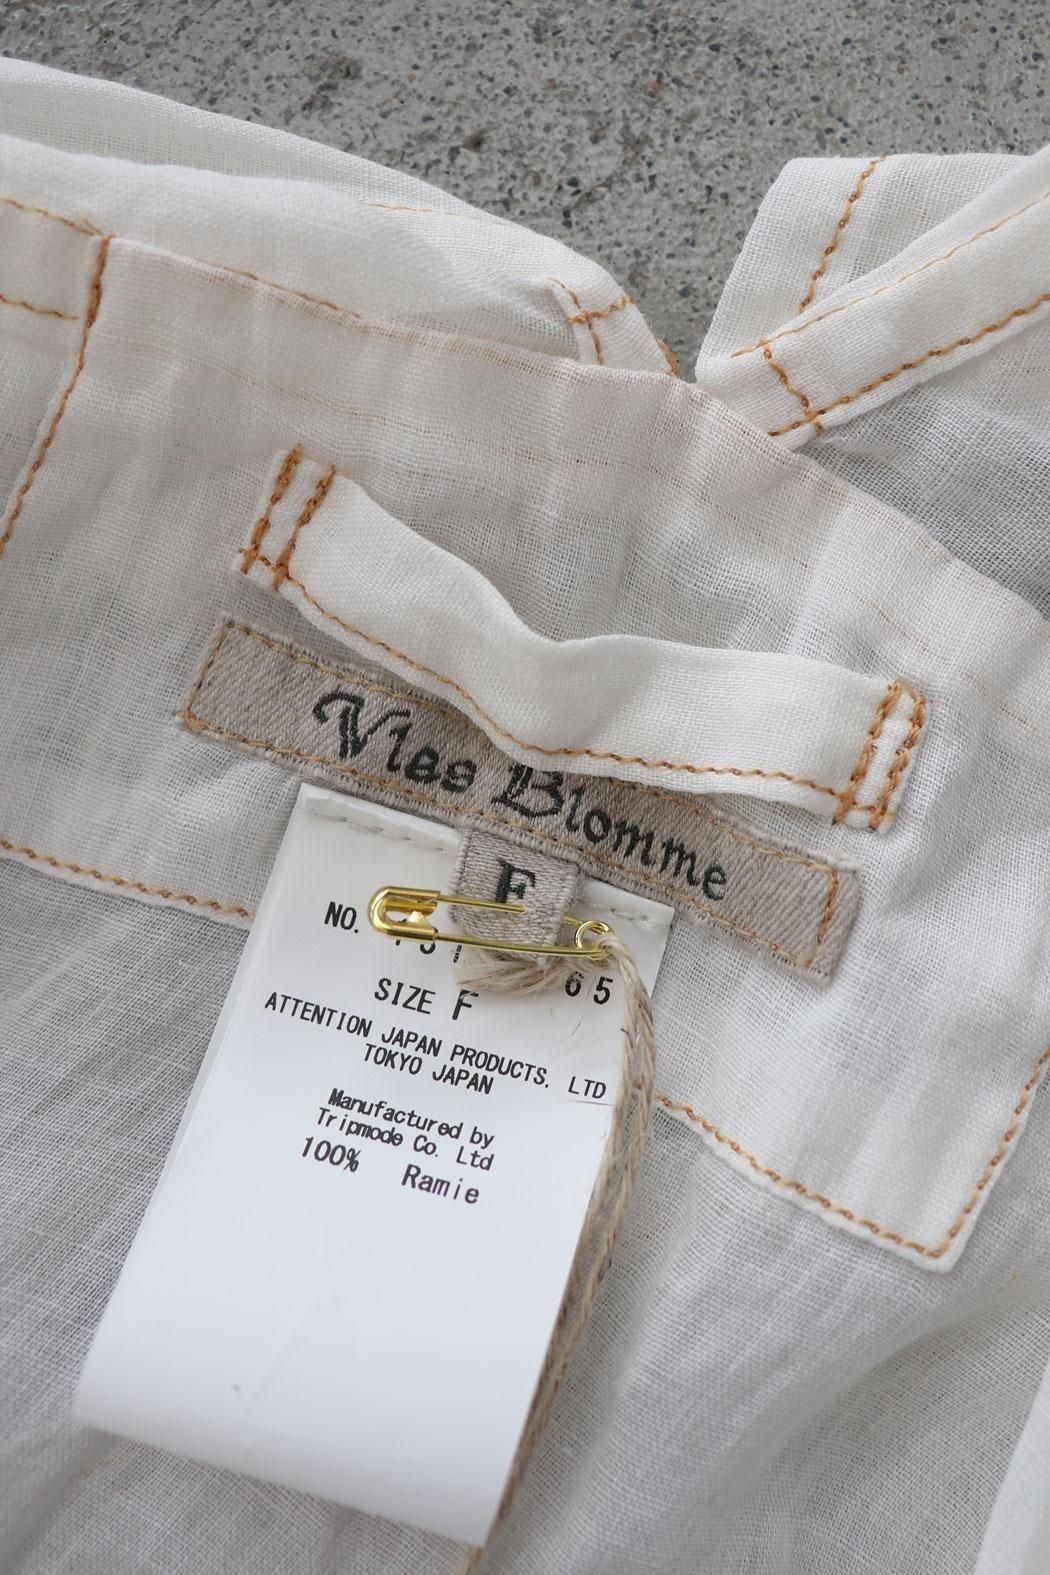 Vlas Blomme
F
NO. 65
SIZE F
ATTENTION JAPAN PRODUCTS, LTD
TOKYO JAPAN
Manufactured by
Tripmode Co. Ltd
100% Ramie